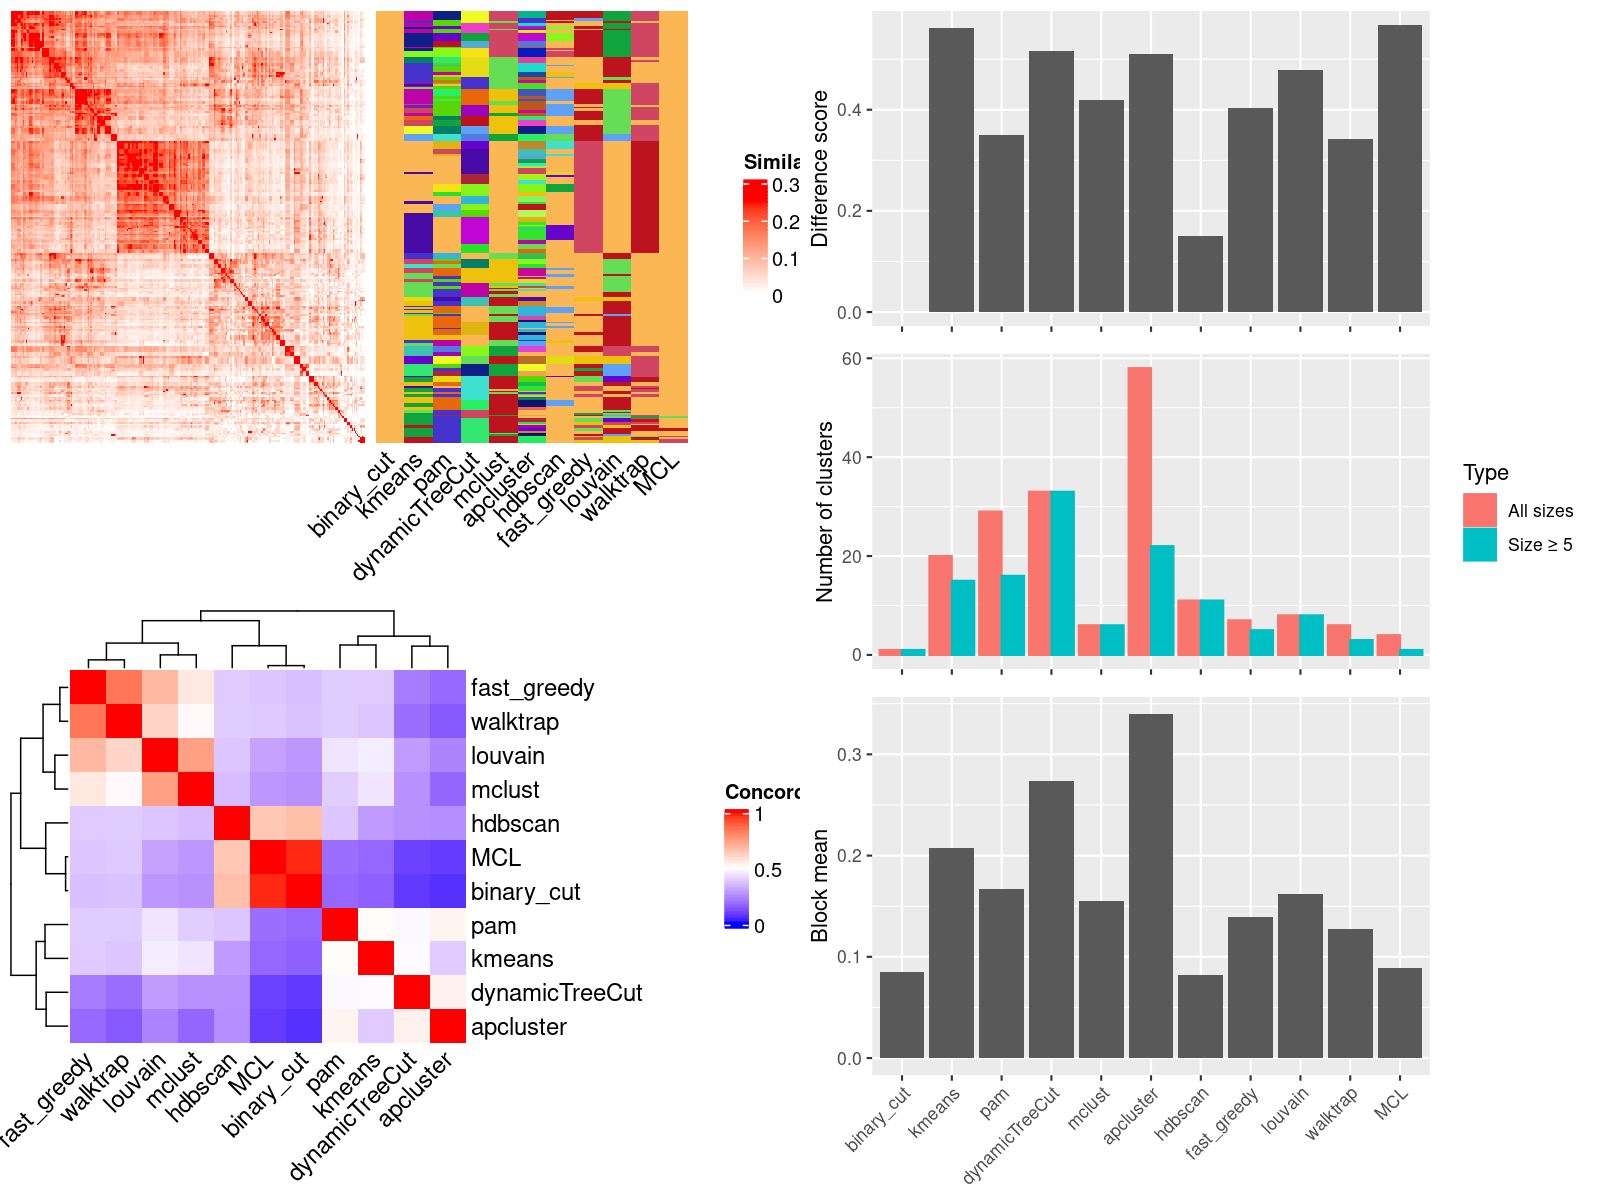 Simila
0.3
0.2
0.1
0
binary_cut
kmeans
pam
dynamicTreeCut
mclust
apcluster
hdbscan
fast_greedy
louvain
walktrap
MCL
fast_greedy
walktrap
louvain
mclust
hdbscan
MCL
binary_cut
pam
kmeans
dynamicTreeCut
apcluster
fast_greedy
walktrap
louvain
mclust
hdbscan
MCL
binary_cut
pam
kmeans
dynamicTreeCut
apcluster
Concord
1
0.5
0
Difference score
0.4
0.2
0.0
Number of clusters
60
40
20
0
Type
All sizes
Size ≥ 5
Block mean
0.3
0.2
0.1
0.0
binary_cut
kmeans
pam
dynamicTreeCut
mclust
apcluster
hdbscan
fast_greedy
louvain
walktrap
MCL